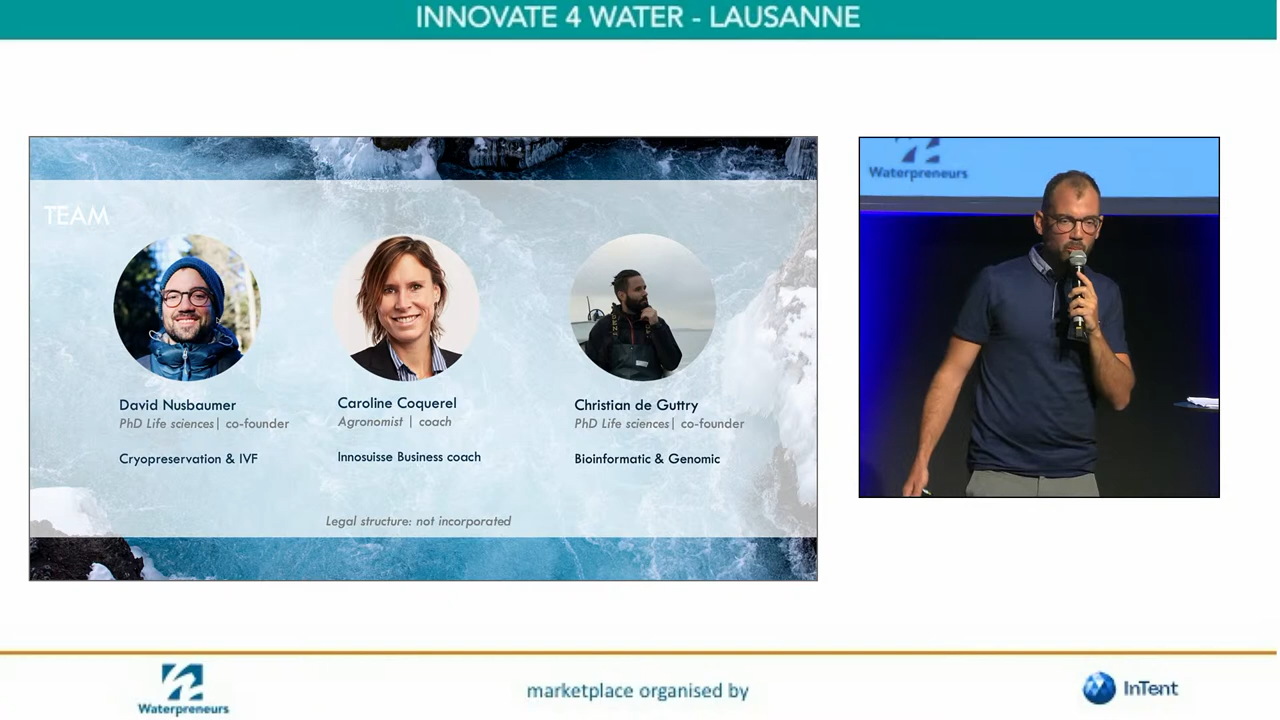 INNOVATE 4 WATER - LAUSANNE
Waterpreneurs
TEAM
David Nusbaumer
PhD Life sciences| co-founder
Cryopreservation & IVF
Caroline Coquerel
Agronomist | coach
Innosuisse Business coach
Christian de Guttry
PhD Life sciences| co-founder
Bioinformatic & Genomic
Legal structure: not incorporated
Waterpreneurs
marketplace organised by
InTent